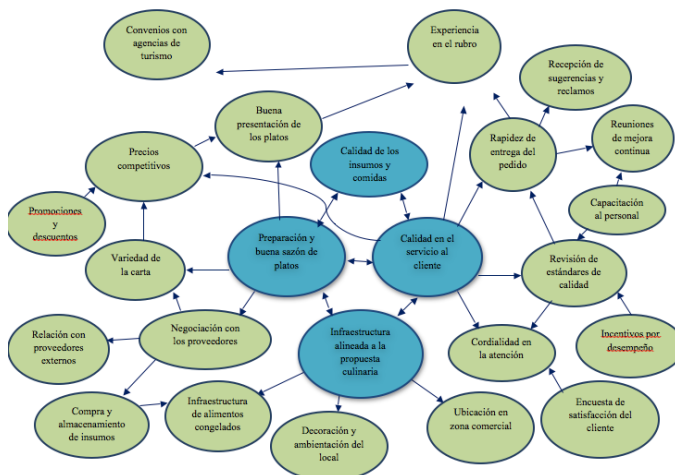 Convenios con
agencias de
turismo
Experiencia
en el rubro
Recepción de
sugerencias y
reclamos
Buena
presentación de
los platos
Rapidez de
entrega del
pedido
Reuniones
de mejora
continua
Precios
competitivos
Calidad de los
insumos y
comidas
Promociones
y
descuentos
Capacitación
al personal
Preparación y
buena sazón de
platos
Calidad en el
servicio al
cliente
Variedad de
la carta
Revisión de
estándares de
calidad
Relación con
proveedores
externos
Negociación con
los proveedores
Infraestructura
alineada a la
propuesta
culinaria
Cordialidad en
la atención
Incentivos por
desempeño
Compra y
almacenamiento
de insumos
Infraestructura
de alimentos
congelados
Decoración y
ambientación del
local
Ubicación en
zona comercial
Encuesta de
satisfacción del
cliente